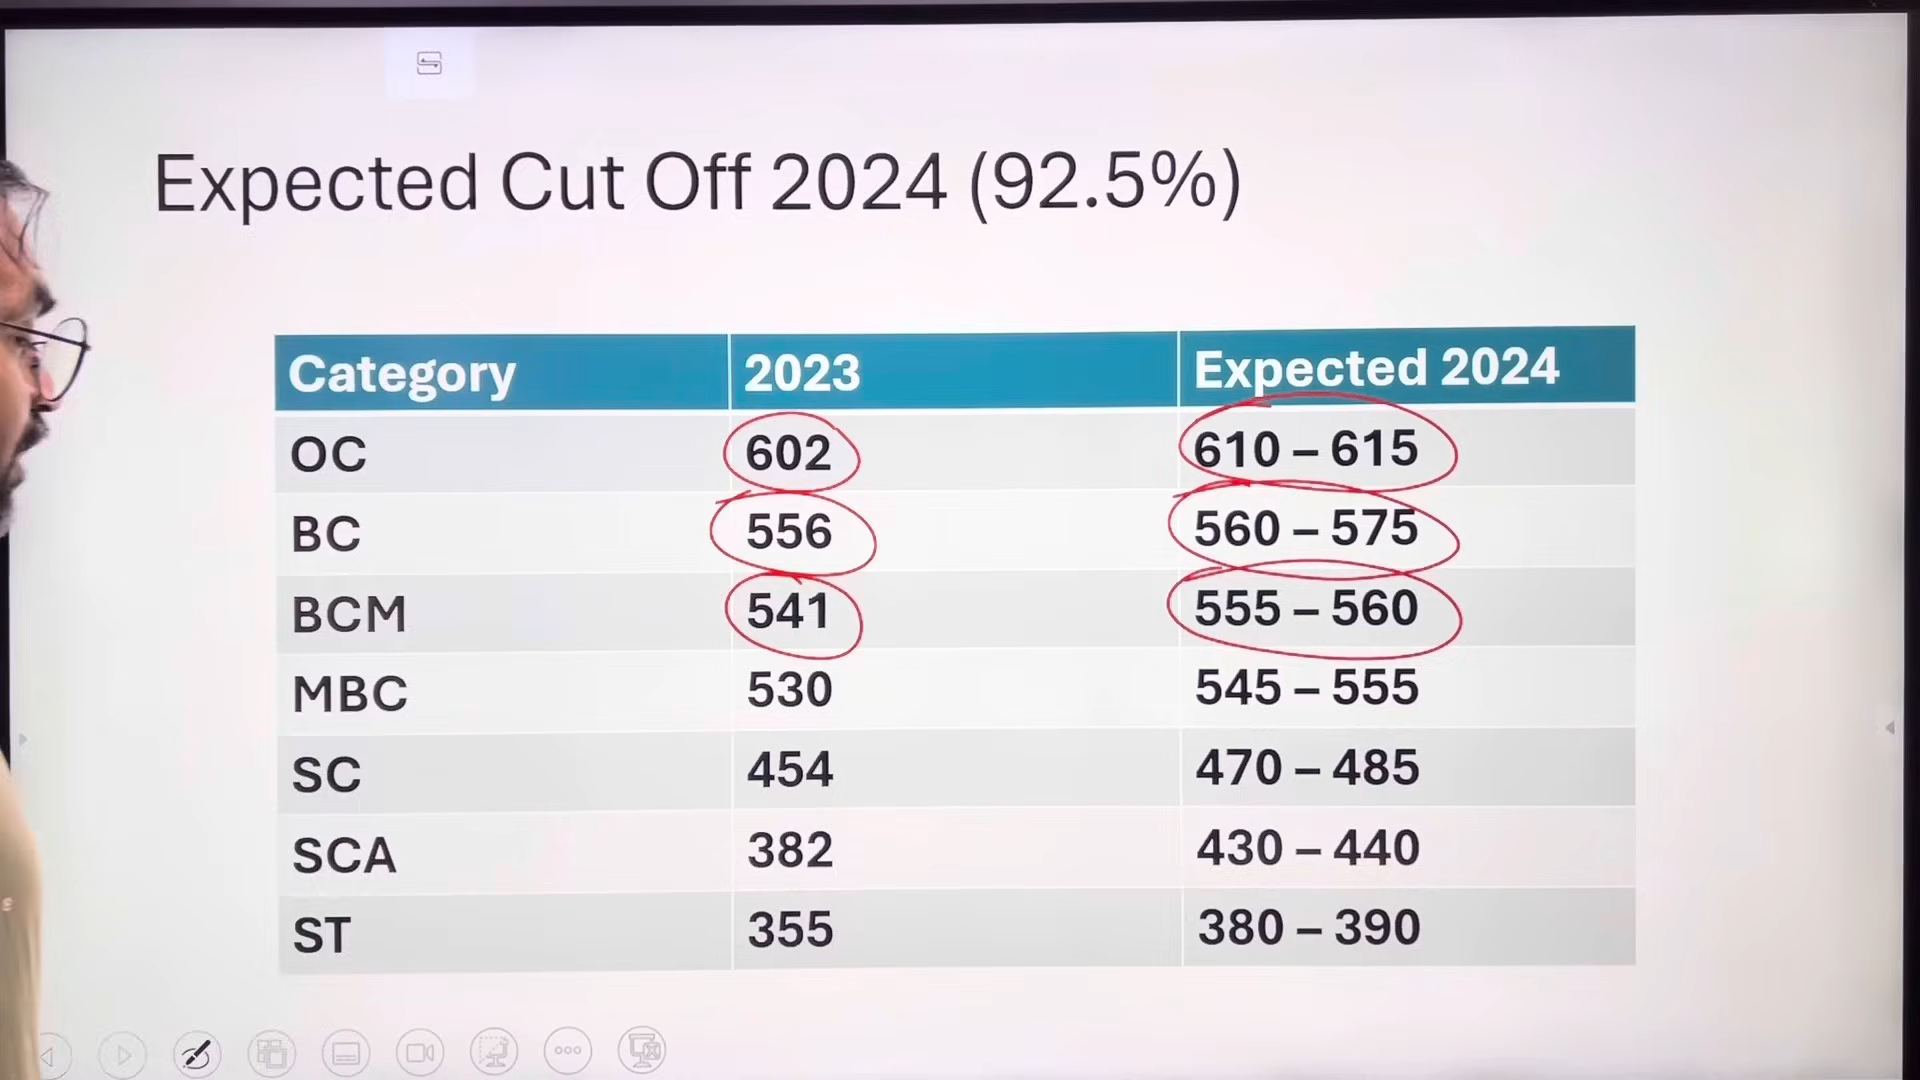 Expected Cut Off 2024 (92.5%)
Category 2023 Expected 2024
OC 602 610 – 615
BC 556 560 – 575
BCM 541 555 – 560
MBC 530 545 – 555
SC 454 470 – 485
SCA 382 430 – 440
ST 355 380 – 390